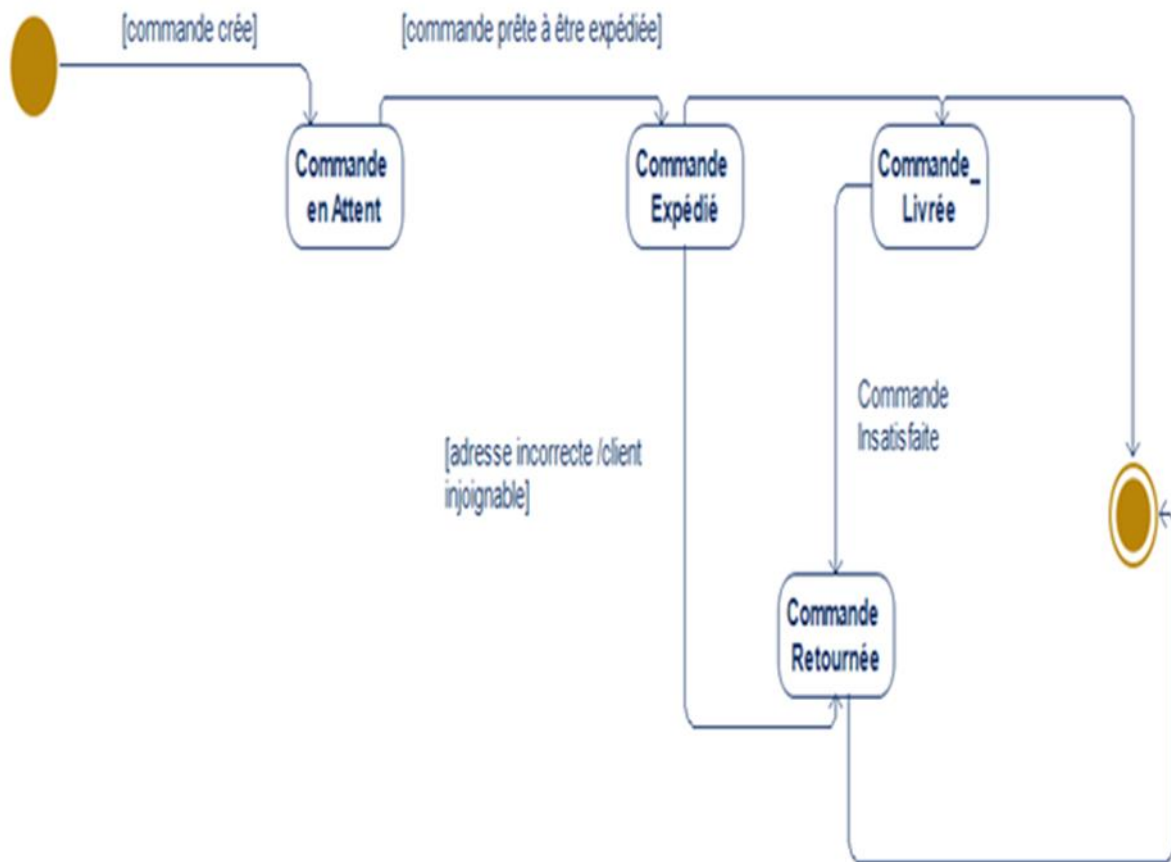 [commande crée]
[commande prête à être expédiée]
Commande
en Attent
Commande
Expédié
Commande_
Livrée
Commande
Insatisfaite
[adresse incorrecte /client
injoignable]
Commande
Retournée